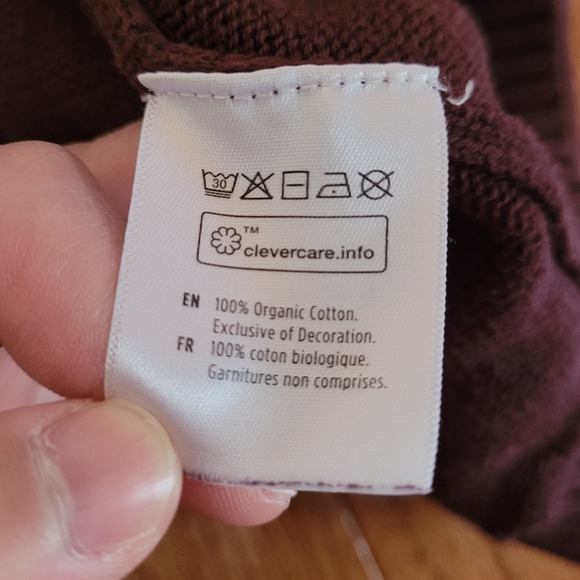 30
TM
clevercare.info
EN 100% Organic Cotton.
Exclusive of Decoration.
FR 100% coton biologique.
Garnitures non comprises.